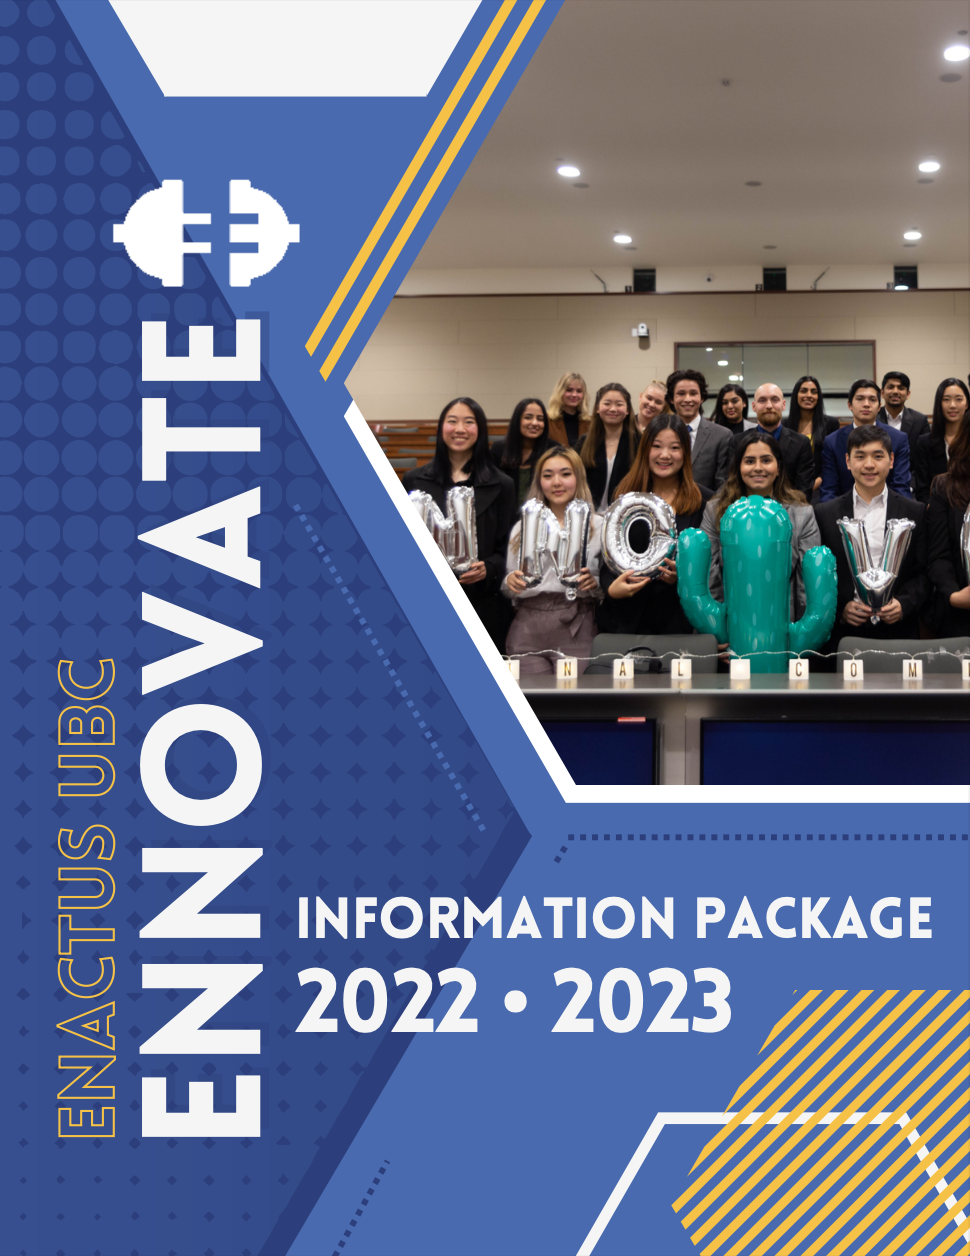 ENACTUS UBC
ENNOVATE
N N O V
N A L C O M
INFORMATION PACKAGE
2022 • 2023